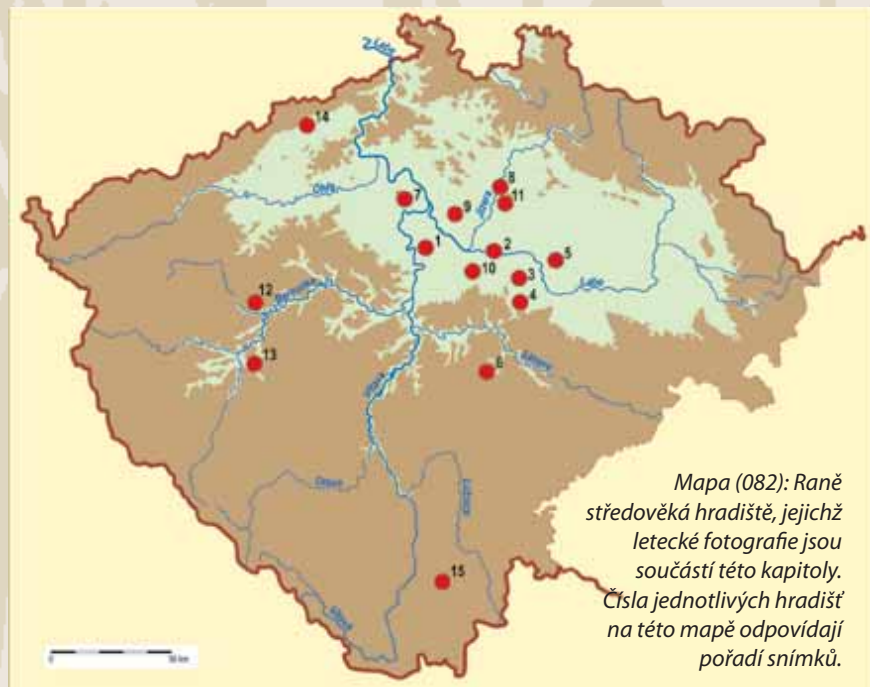 Labe
14
Ohře
7
8
11
9
Jizera
1
2
5
10
3
4
Labe
12
Berounka
13
6
Sázava
Vltava
Otava
Lužnice
15
Vltava
0
50 km
Mapa (082): Raně
středověká hradiště, jejichž
letecké fotografie jsou
součástí této kapitoly.
Čísla jednotlivých hradišť
na této mapě odpovídají
pořadí snímků.